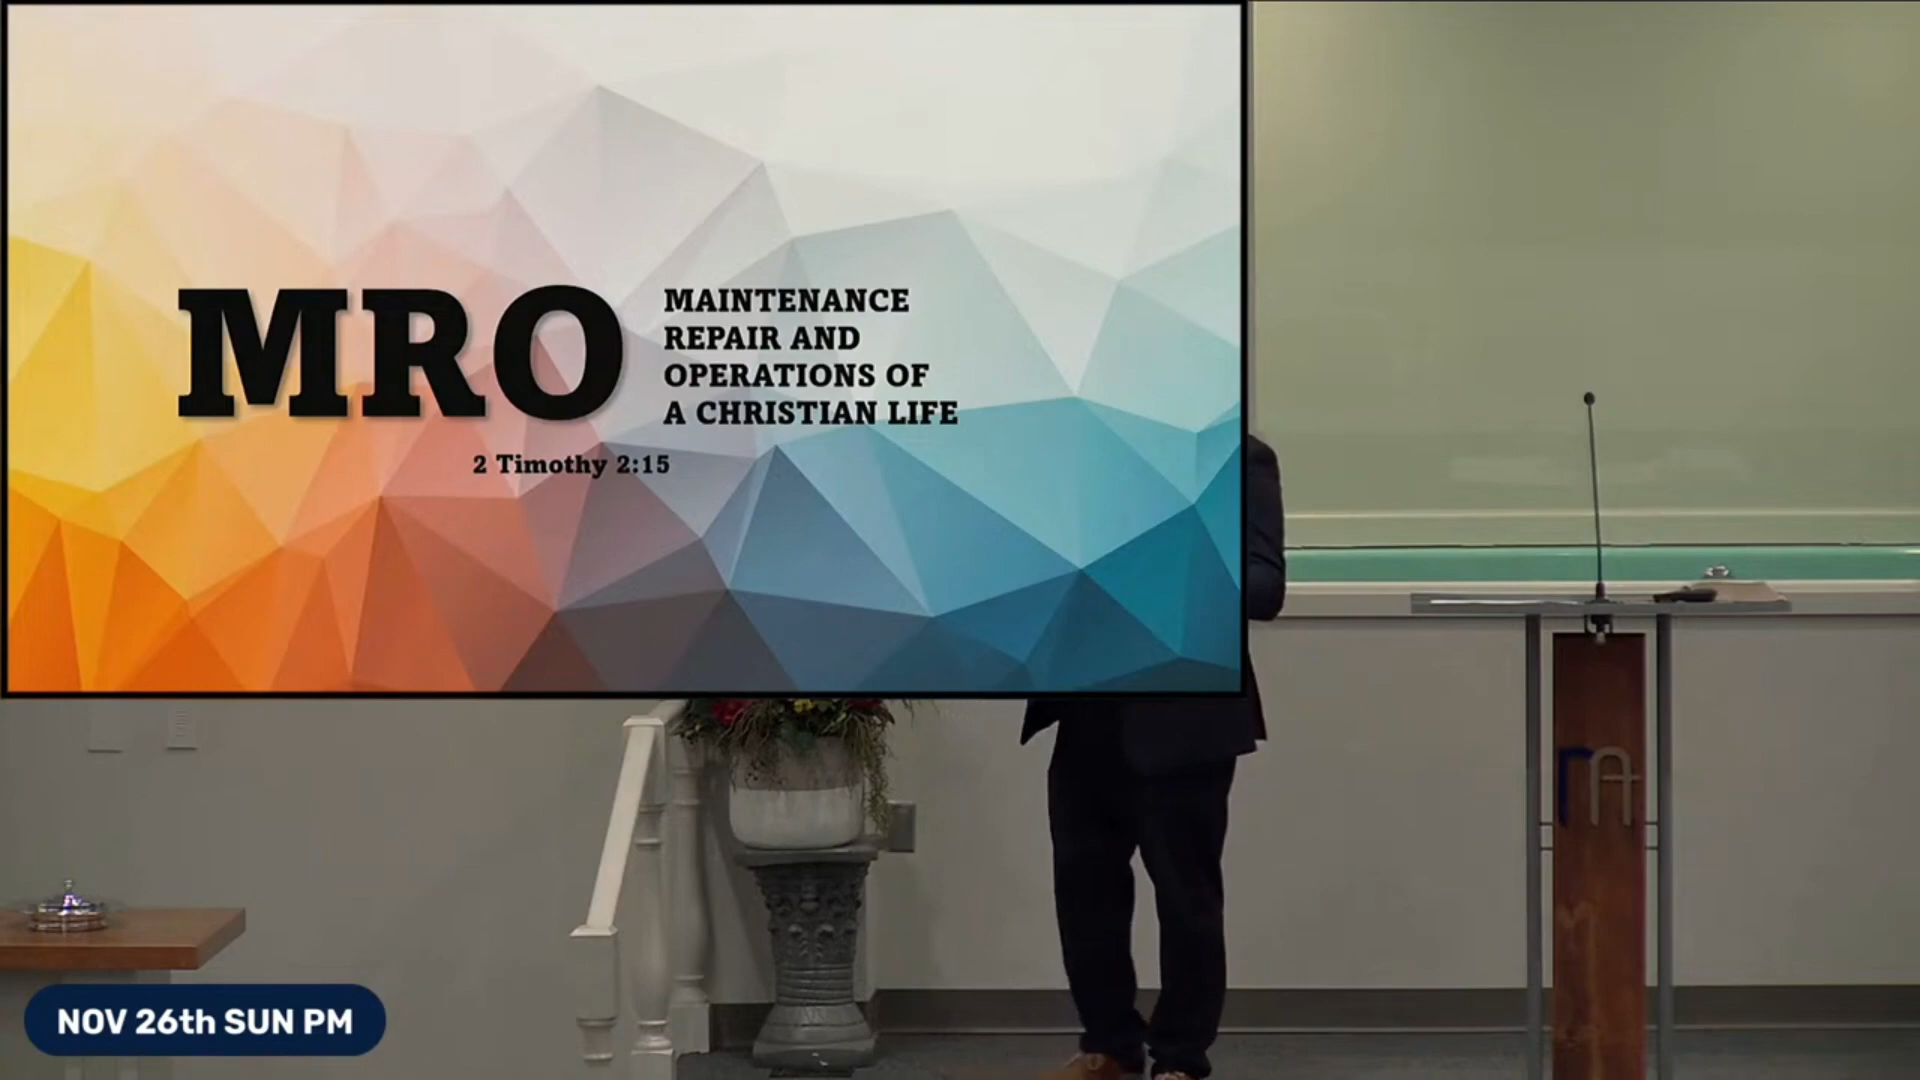 MRO
MAINTENANCE
REPAIR AND
OPERATIONS OF
A CHRISTIAN LIFE
2 Timothy 2:15
NOV 26th SUN PM